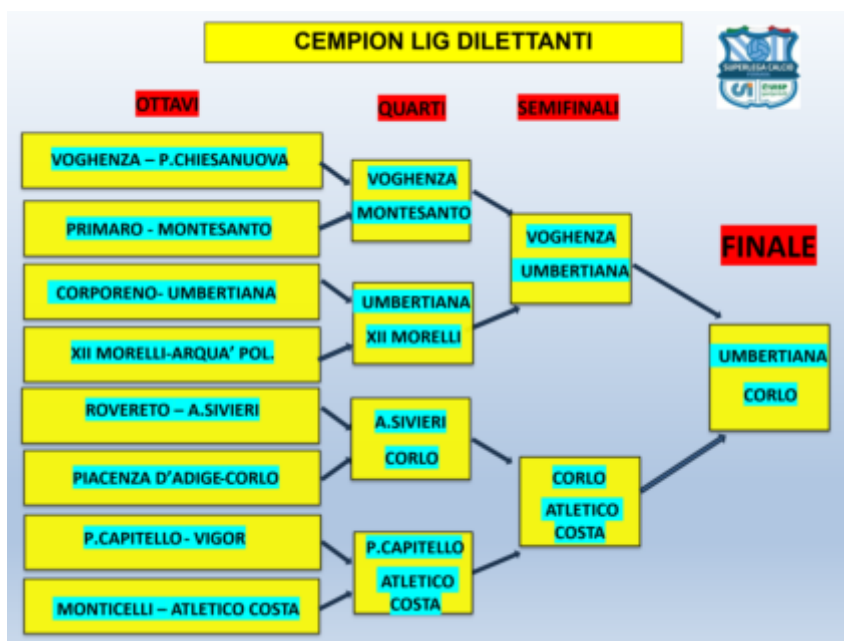 CEMPION LIG DILETTANTI
SUPERLEGA CALCIO
OTTAVI
QUARTI
SEMIFINALI
VOGHENZA – P.CHIESANUOVA
PRIMARO - MONTESANTO
CORPORENO- UMBERTIANA
XII MORELLI-ARQUA' POL.
ROVERETO – A.SIVIERI
PIACENZA D'ADIGE-CORLO
P.CAPITELLO - VIGOR
MONTICELLI – ATLETICO COSTA
VOGHENZA
MONTESANTO
UMBERTIANA
XII MORELLI
A.SIVIERI
CORLO
P.CAPITELLO
ATLETICO
COSTA
VOGHENZA
UMBERTIANA
CORLO
ATLETICO
COSTA
FINALE
UMBERTIANA
CORLO